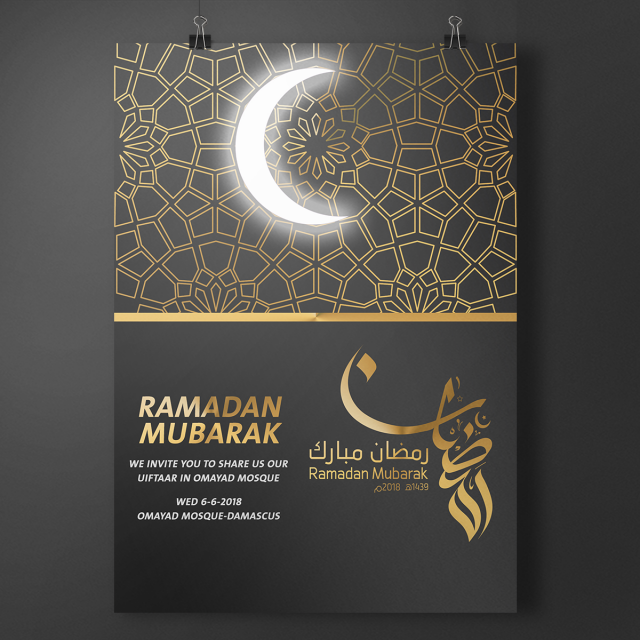 RAMADAN
MUBARAK
WE INVITE YOU TO SHARE US OUR
UIFTAAR IN OMAYAD MOSQUE
WED 6-6-2018
OMAYAD MOSQUE-DAMASCUS
رمضان
رمضان مبارك
Ramadan Mubarak
2018م 1439هـ